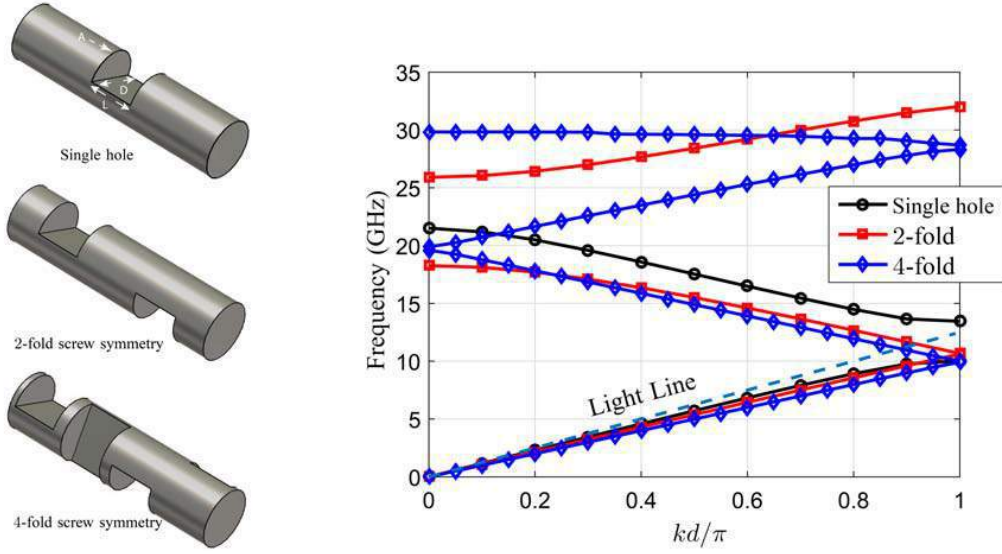 A
D
L
Single hole
2-fold screw symmetry
4-fold screw symmetry
35
30
25
20
15
10
5
0
Frequency (GHz)
Light Line
Single hole
2-fold
4-fold
0 0.2 0.4 0.6 0.8 1
kd/π